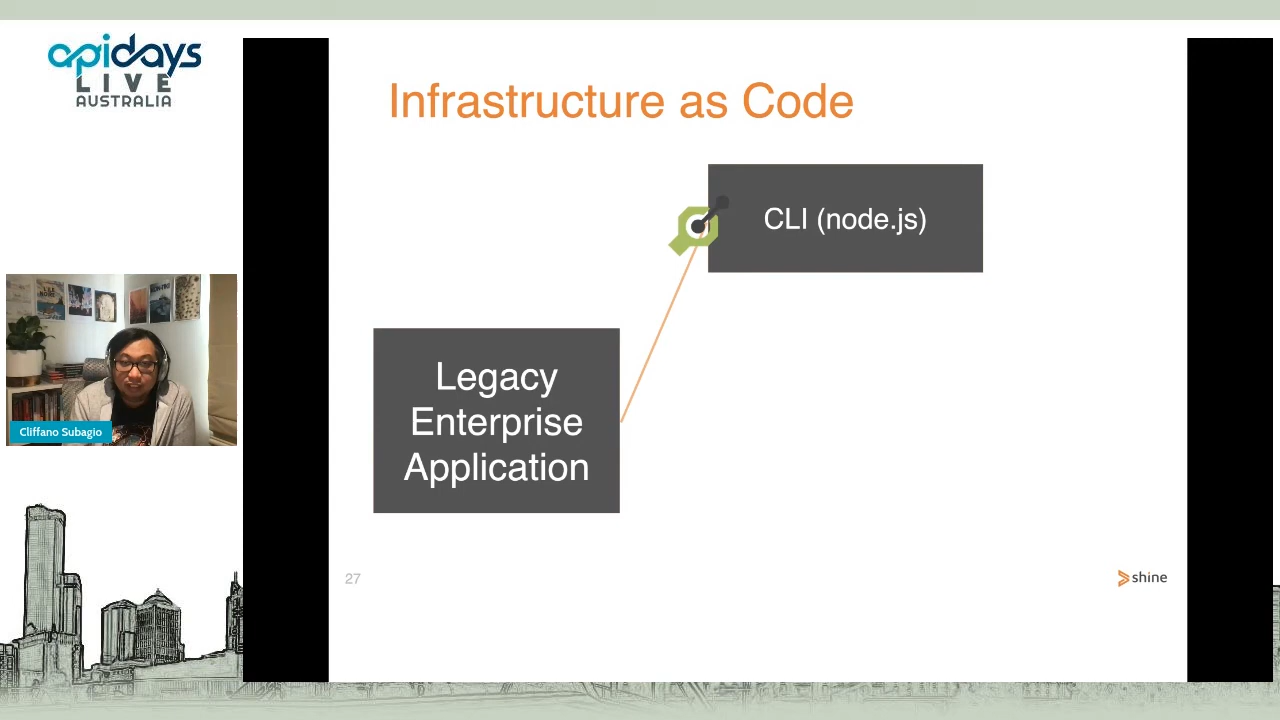 apidays
LIVE
AUSTRALIA
Infrastructure as Code
CLI (node.js)
Legacy
Enterprise
Application
Cliffano Subagio
27
shine